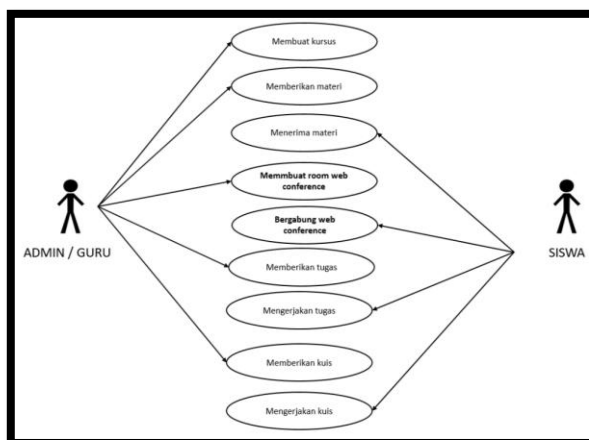 Membuat kursus
Memberikan materi
Menerima materi
Memmbuat room web
conference
Bergabung web
conference
ADMIN / GURU
SISWA
Memberikan tugas
Mengerjakan tugas
Memberikan kuis
Mengerjakan kuis